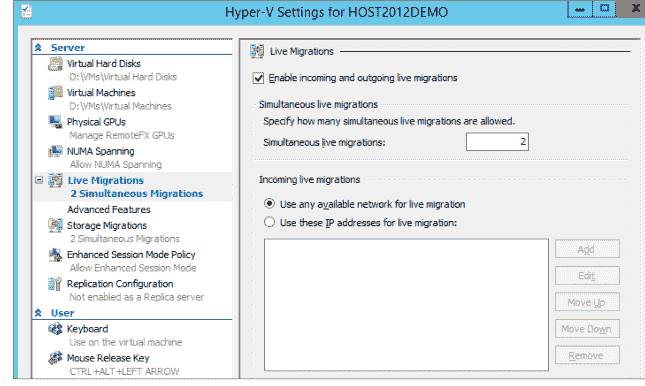 Hyper-V Settings for HOST2012DEMO
Server
Virtual Hard Disks
D:\VMs\Virtual Hard Disks
Virtual Machines
D:\VMs\Virtual Machines
Physical GPUs
Manage RemoteFX GPUs
NUMA Spanning
Allow NUMA Spanning
Live Migrations
2 Simultaneous Migrations
Advanced Features
Storage Migrations
2 Simultaneous Migrations
Enhanced Session Mode Policy
Allow Enhanced Session Mode
Replication Configuration
Not enabled as a Replica server
User
Keyboard
Use on the virtual machine
Mouse Release Key
CTRL+ALT+LEFT ARROW
Live Migrations
Enable incoming and outgoing live migrations
Simultaneous live migrations
Specify how many simultaneous live migrations are allowed.
Simultaneous live migrations: 2
Incoming live migrations
Use any available network for live migration
Use these IP addresses for live migration:
Add
Edit
Move Up
Move Down
Remove